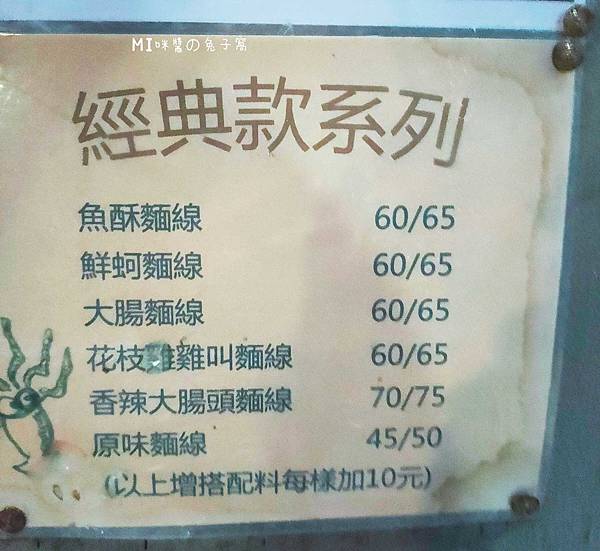 MI咪醬の兔子窩
經典款系列
魚酥麵線 60/65
鮮蚵麵線 60/65
大腸麵線 60/65
花枝雞雞叫麵線 60/65
香辣大腸頭麵線 70/75
原味麵線 45/50
(以上增搭配料每樣加10元)